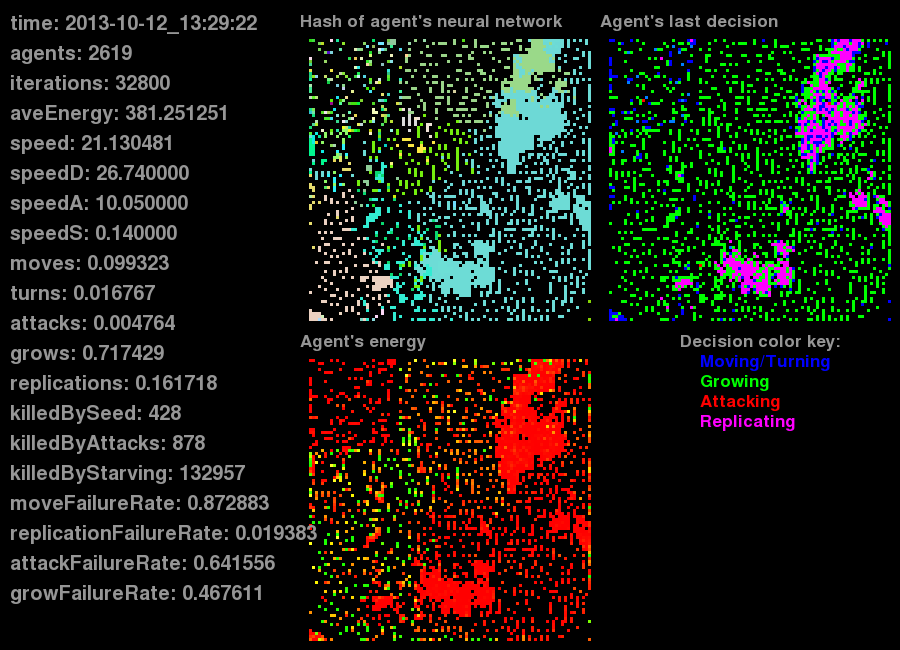 time: 2013-10-12_13:29:22
agents: 2619
iterations: 32800
aveEnergy: 381.251251
speed: 21.130481
speedD: 26.740000
speedA: 10.050000
speedS: 0.140000
moves: 0.099323
turns: 0.016767
attacks: 0.004764
grows: 0.717429
replications: 0.161718
killedBySeed: 428
killedByAttacks: 878
killedByStarving: 132957
moveFailureRate: 0.872883
replicationFailureRate: 0.019383
attackFailureRate: 0.641556
growFailureRate: 0.467611
Hash of agent's neural network
Agent's last decision
Agent's energy
Decision color key:
Moving/Turning
Growing
Attacking
Replicating